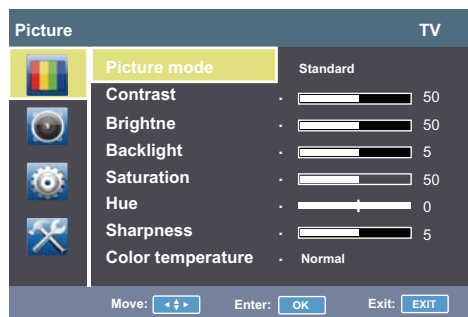 Picture TV
Picture mode Standard
Contrast . 50
Brightne . 50
Backlight . 5
Saturation . 50
Hue . 0
Sharpness . 5
Color temperature . Normal
Move: Enter: OK Exit: EXIT